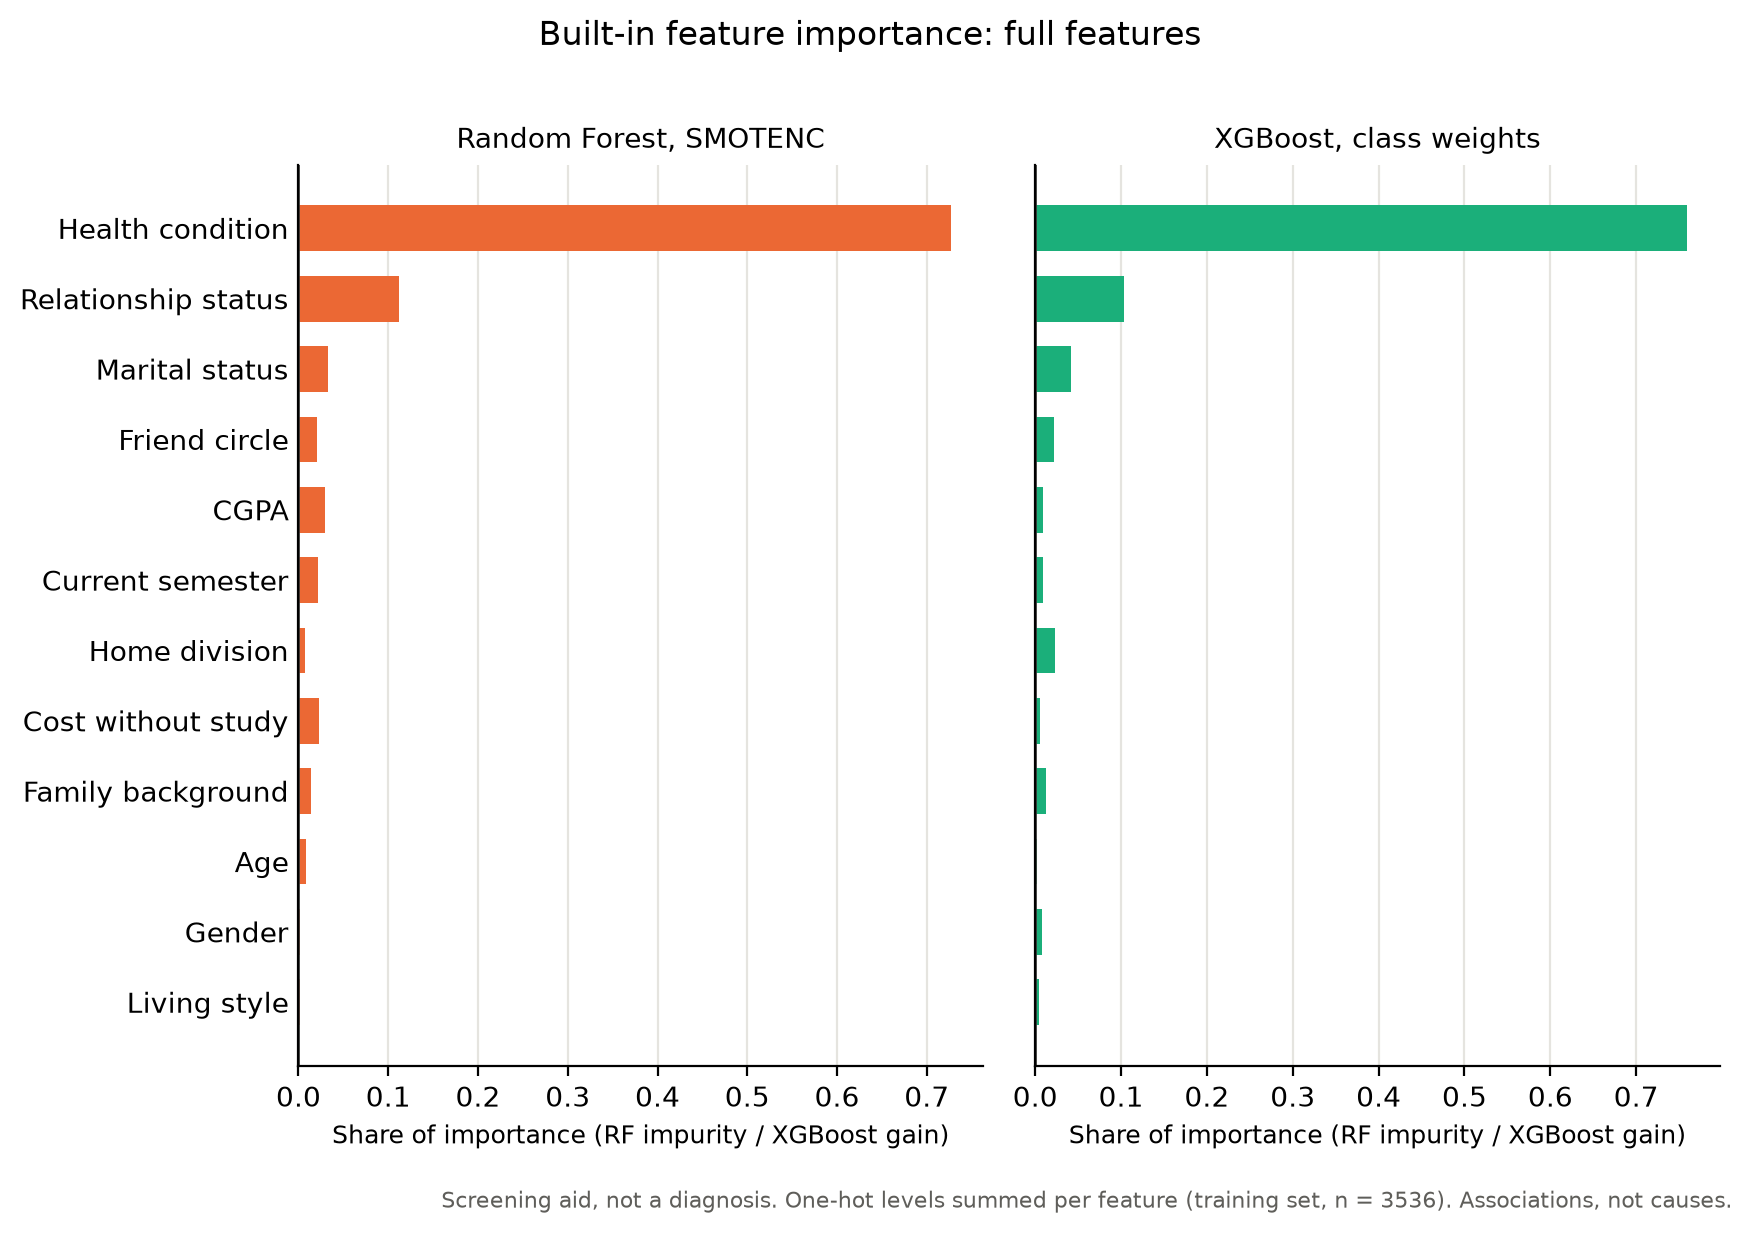 Built-in feature importance: full features
Random Forest, SMOTENC
XGBoost, class weights
Health condition
Relationship status
Marital status
Friend circle
CGPA
Current semester
Home division
Cost without study
Family background
Age
Gender
Living style
0.0 0.1 0.2 0.3 0.4 0.5 0.6 0.7
0.0 0.1 0.2 0.3 0.4 0.5 0.6 0.7
Share of importance (RF impurity / XGBoost gain)
Share of importance (RF impurity / XGBoost gain)
Screening aid, not a diagnosis. One-hot levels summed per feature (training set, n = 3536). Associations, not causes.